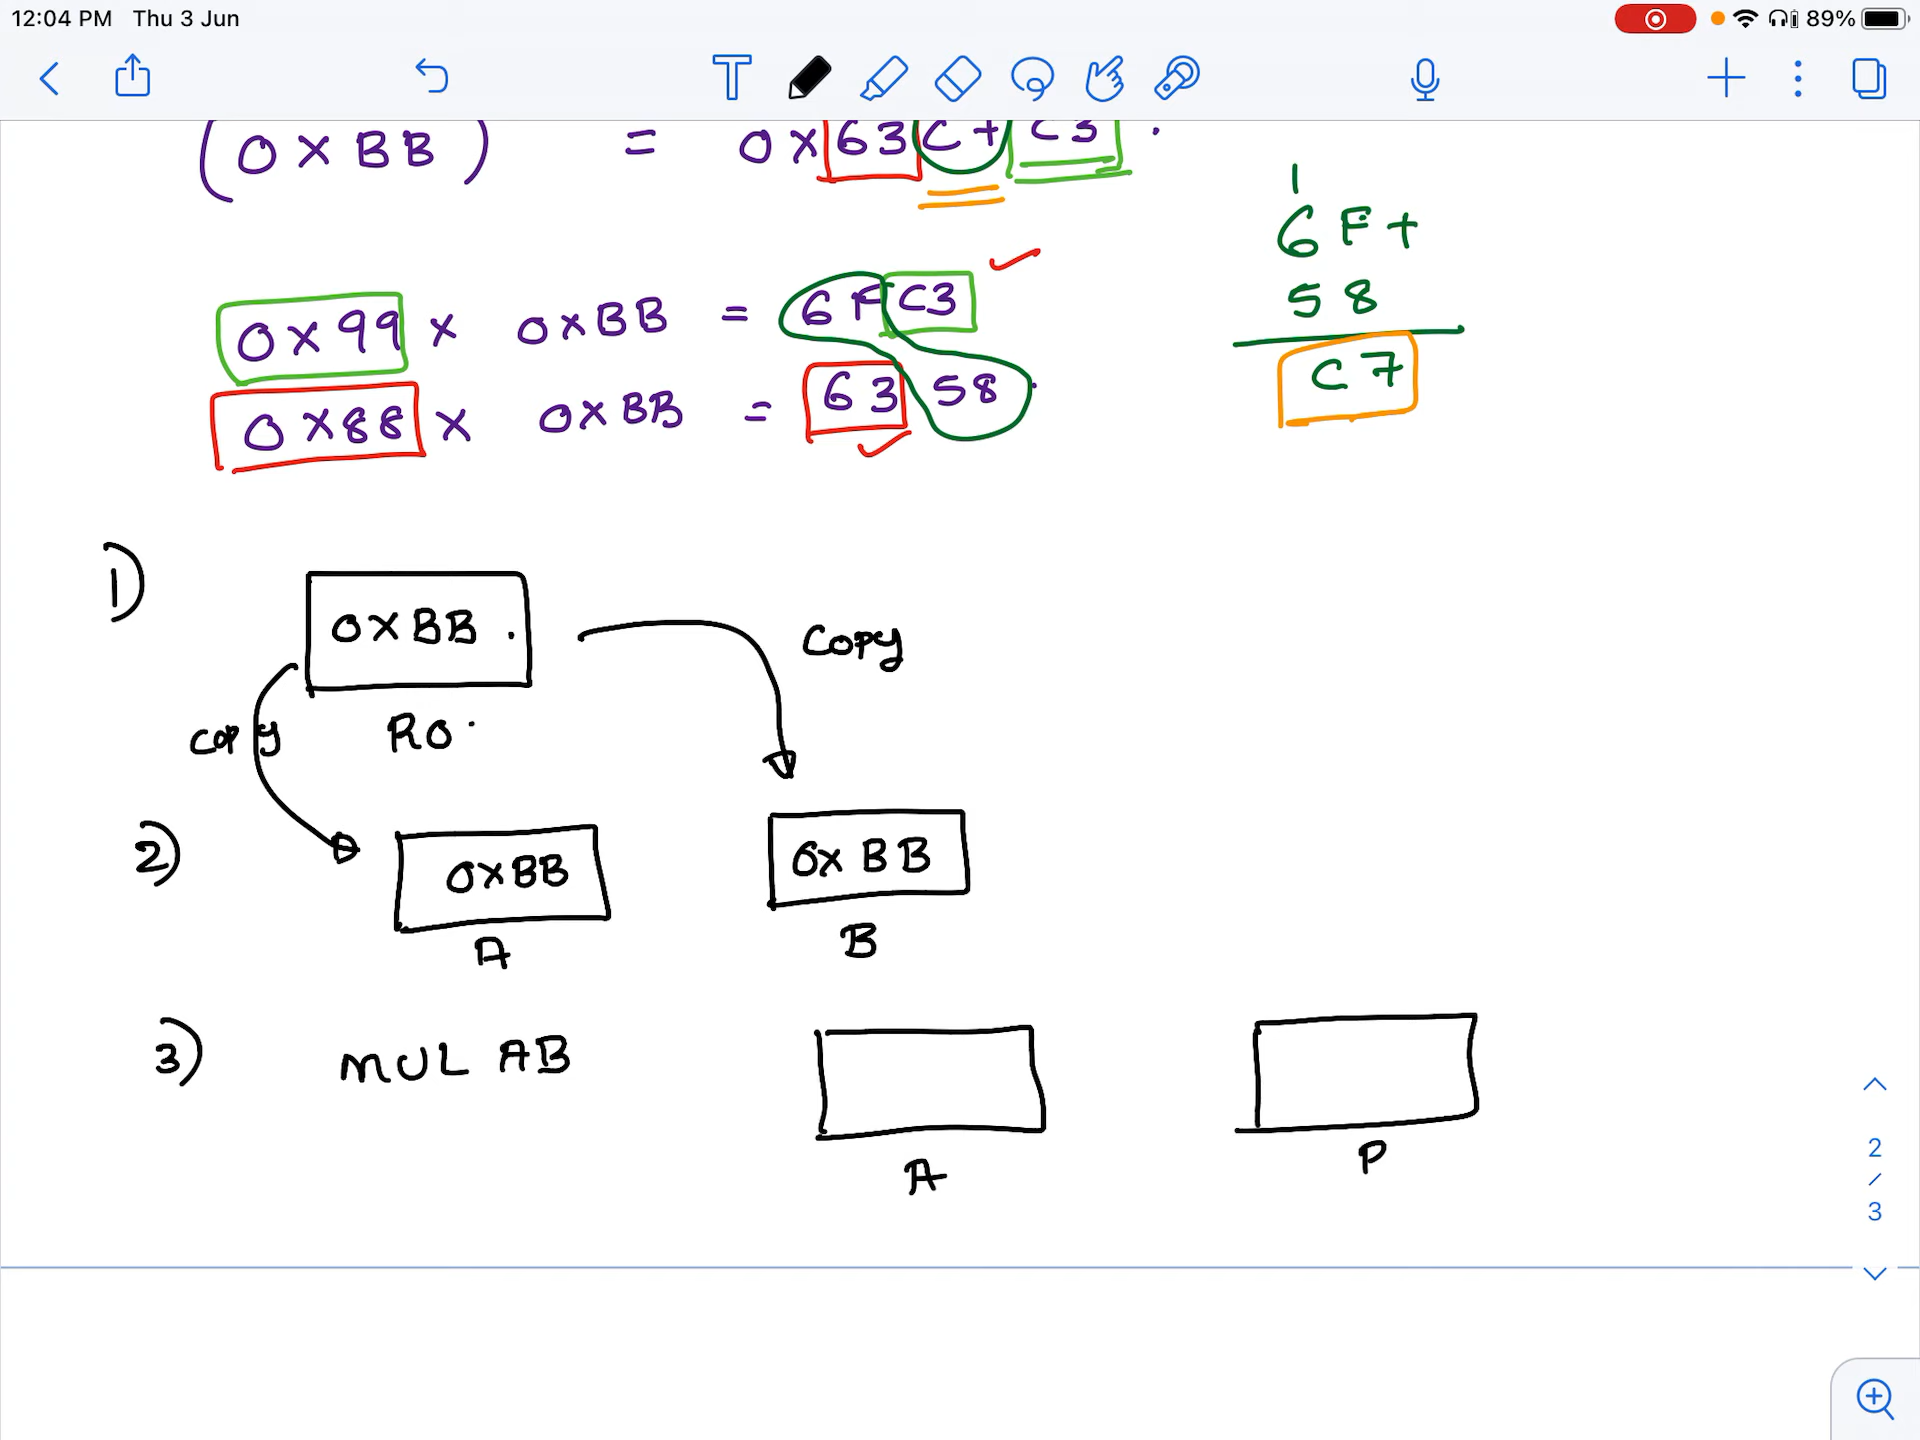 12:04 PM Thu 3 Jun 89%
T
(0xBB) = 0x63C7C3.
0x99 x 0xBB = 6FC3
0x88 x 0xBB = 6358
1
6F+
58
C7
1)
0xBB
copy
copy
R0
2)
0xBB
0xBB
A
B
3)
MUL AB
A
P
2
/
3